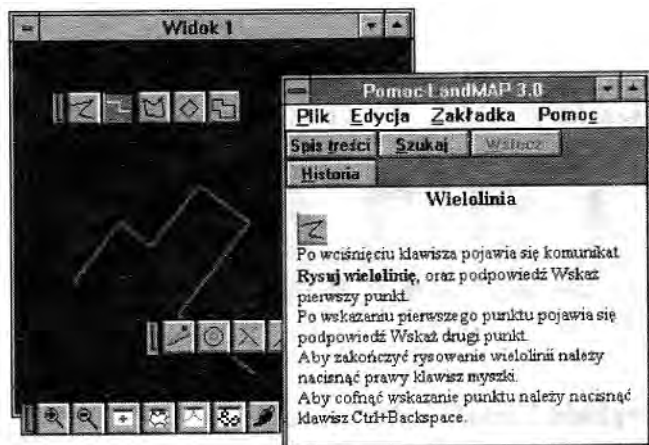 Widok 1
Pomoc LandMAP 3.0
Plik Edycja Zakładka Pomoc
Spis treści Szukaj Wstecz
Historia
Wielolinia
Po wciśnięciu klawisza pojawia się komunikat
Rysuj wielolinię, oraz podpowiedź Wskaż
pierwszy punkt.
Po wskazaniu pierwszego punktu pojawia się
podpowiedź Wskaż drugi punkt.
Aby zakończyć rysowanie wielolinii należy
nacisnąć prawy klawisz myszki.
Aby cofnąć wskazanie punktu należy nacisnąć
klawisz Ctrl+Backspace.